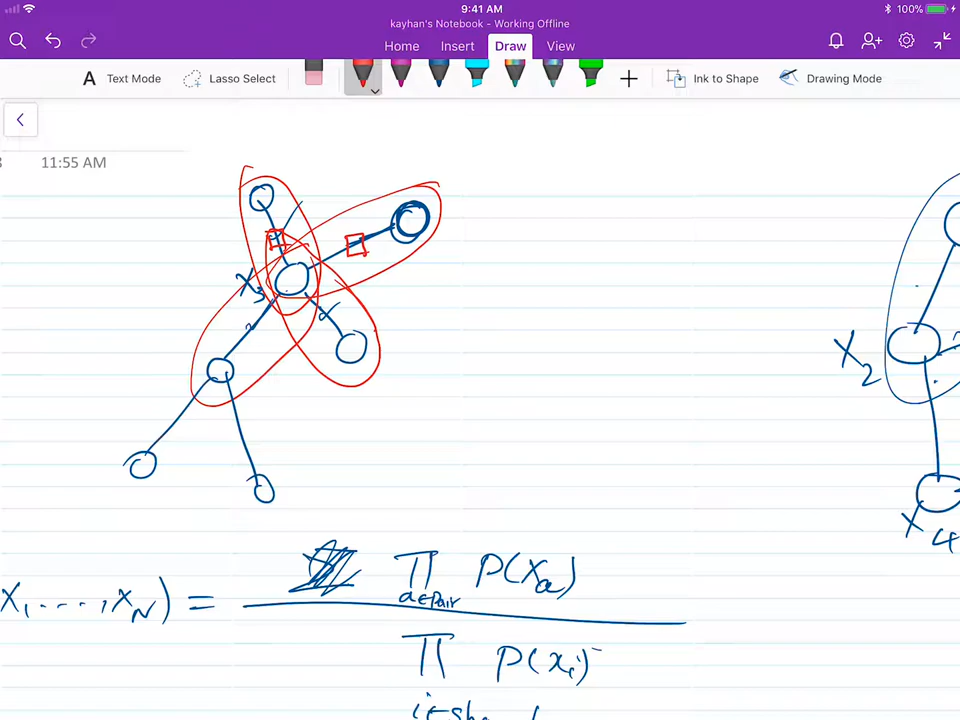 9:41 AM
100%
kayhan's Notebook - Working Offline
Home Insert Draw View
A Text Mode Lasso Select Ink to Shape Drawing Mode
11:55 AM
X3
X2
X4
X1 ..., XN) = Π P(Xa)
a∈Pair
Π P(xi)